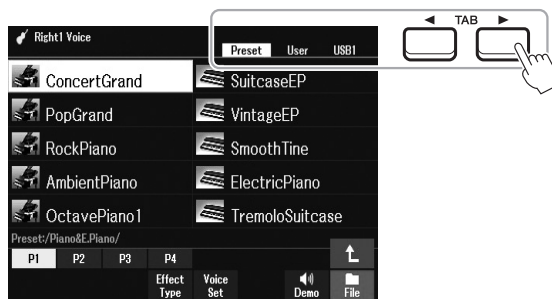 ◄ TAB ►
Right1 Voice
Preset User USB1
ConcertGrand SuitcaseEP
PopGrand VintageEP
RockPiano SmoothTine
AmbientPiano ElectricPiano
OctavePiano1 TremoloSuitcase
Preset:/Piano&E.Piano/
P1 P2 P3 P4
Effect Type Voice Set Demo File